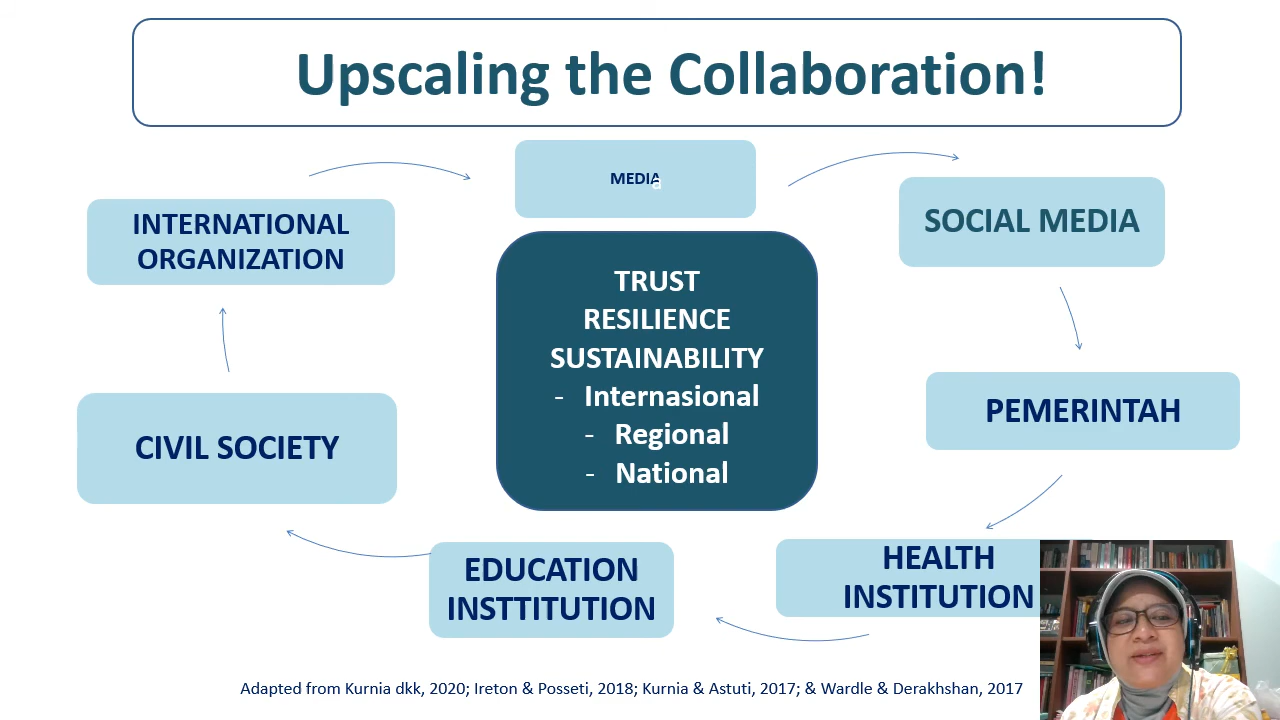 Upscaling the Collaboration!
MEDIA
a
INTERNATIONAL
ORGANIZATION
SOCIAL MEDIA
TRUST
RESILIENCE
SUSTAINABILITY
- Internasional
- Regional
- National
PEMERINTAH
CIVIL SOCIETY
HEALTH
INSTITUTION
EDUCATION
INSTTITUTION
Adapted from Kurnia dkk, 2020; Ireton & Posseti, 2018; Kurnia & Astuti, 2017; & Wardle & Derakhshan, 2017